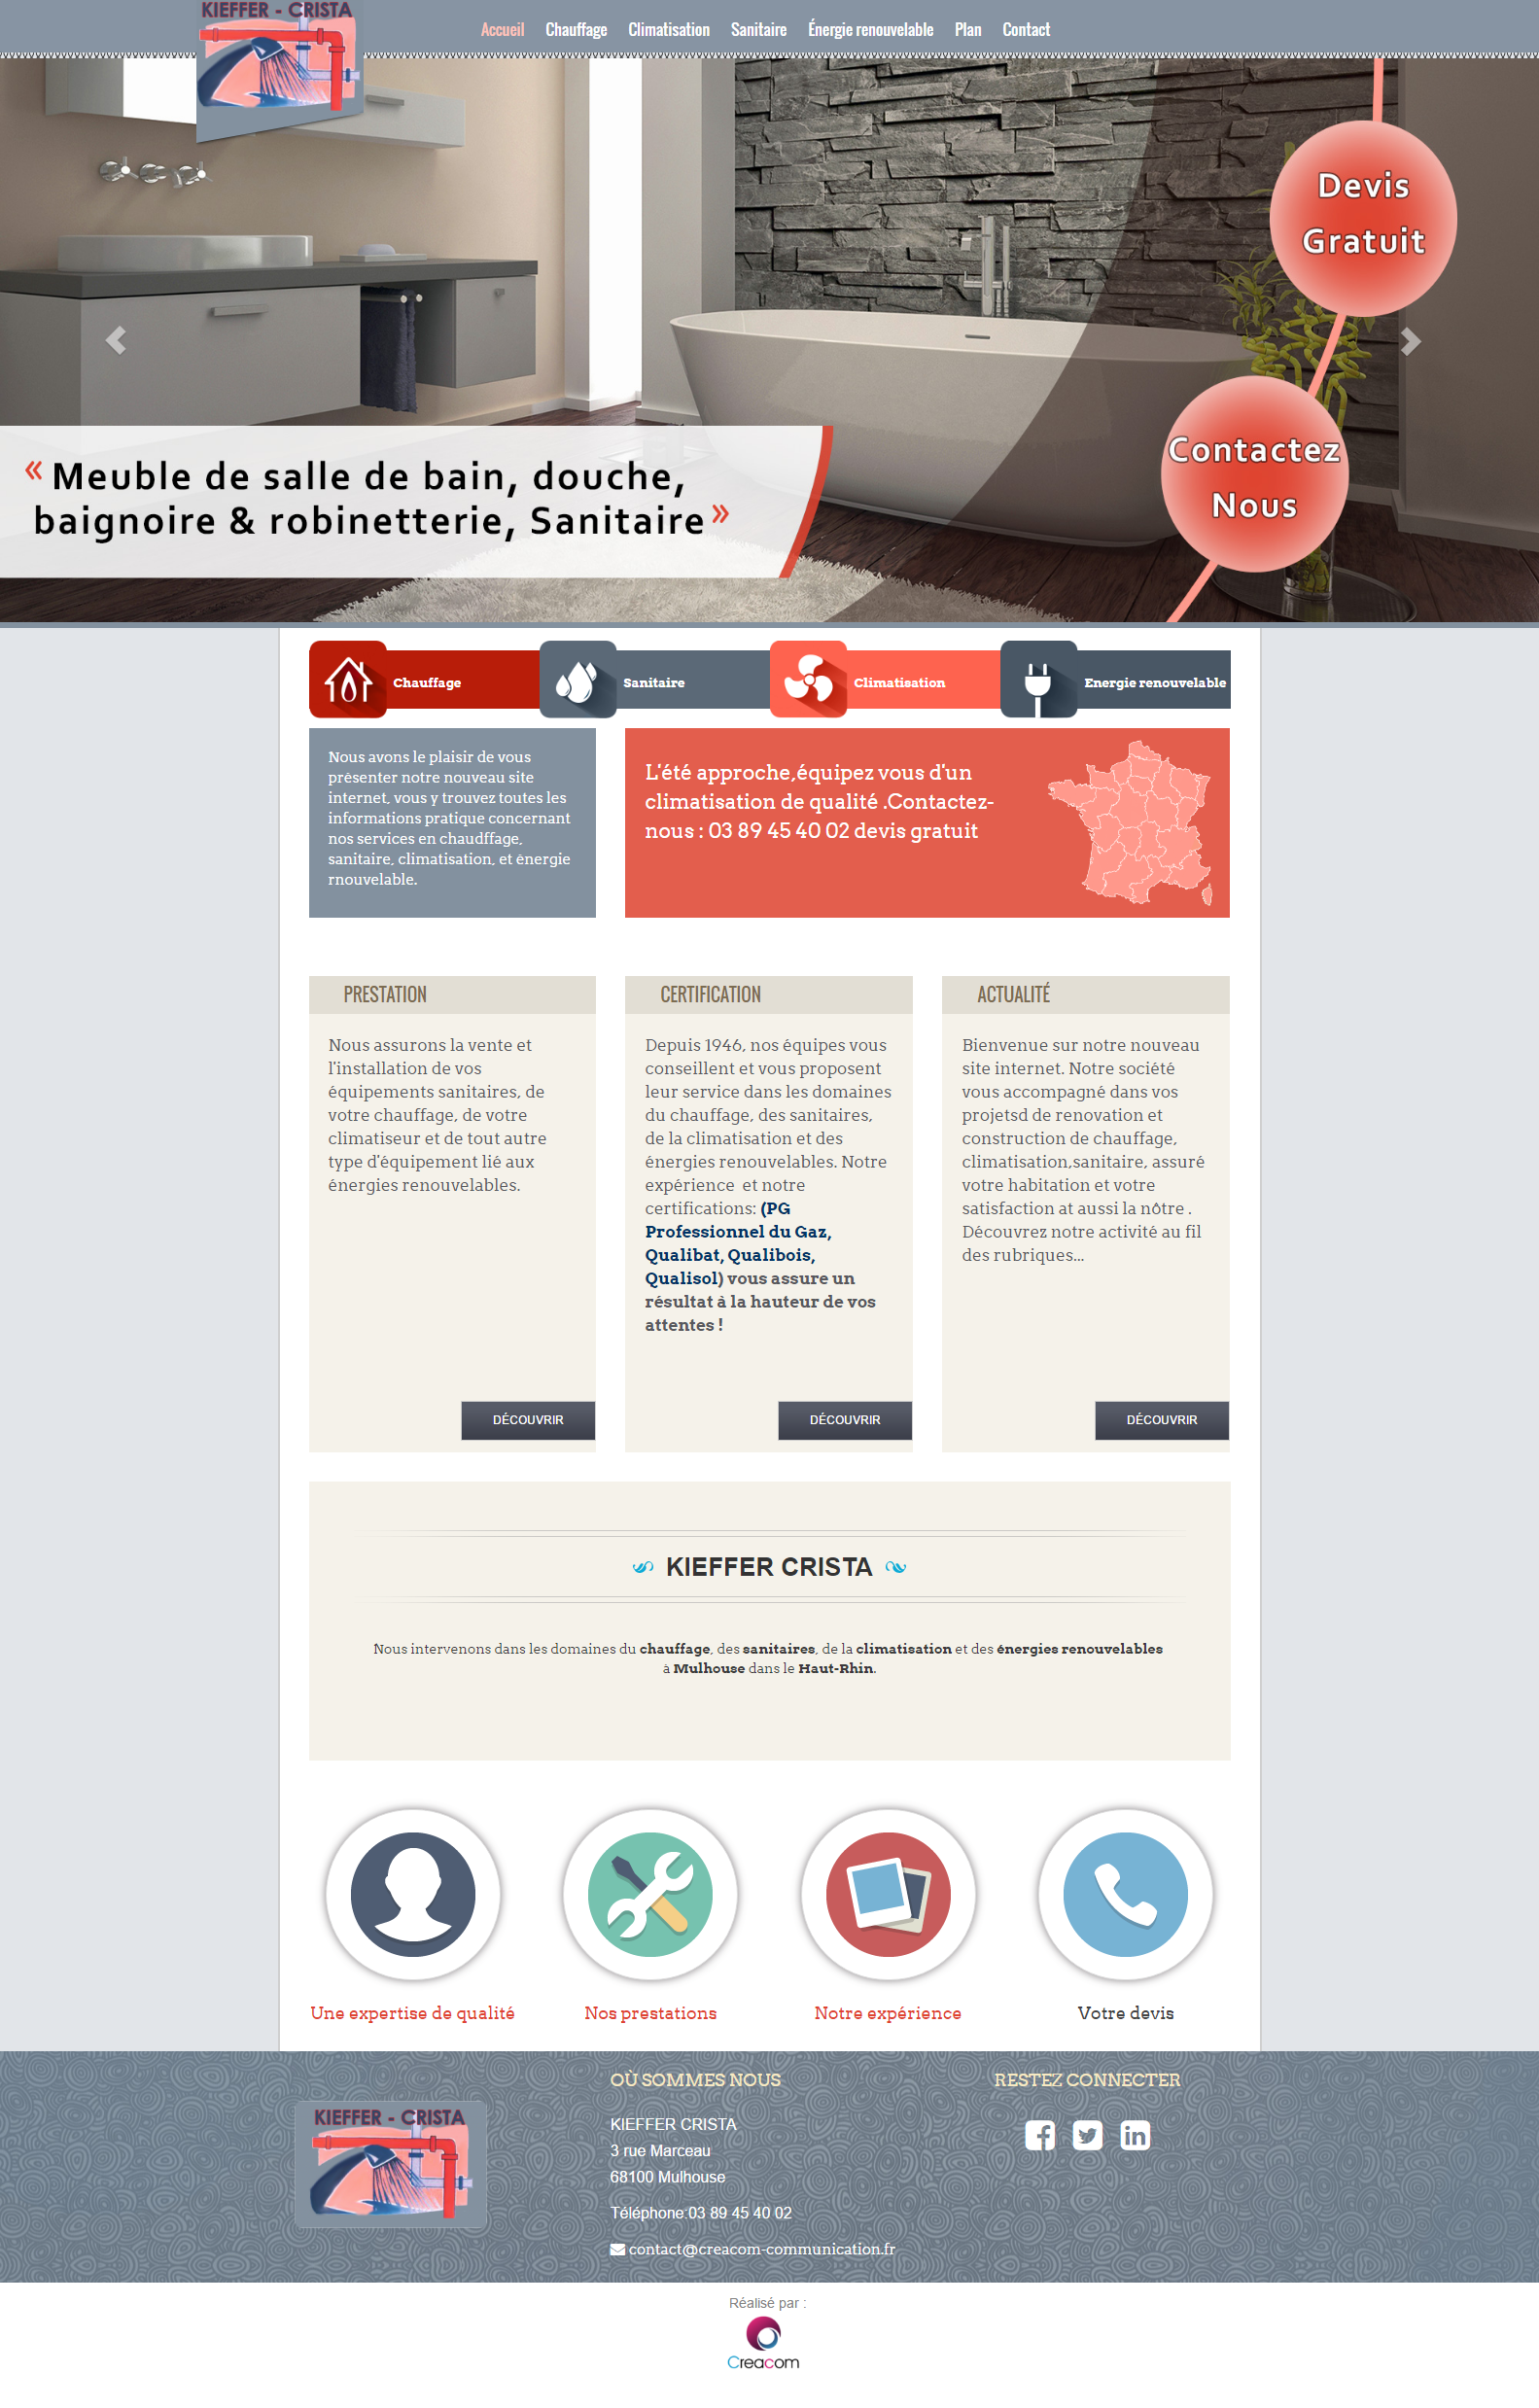 KIEFFER - CRISTA
Accueil Chauffage Climatisation Sanitaire Énergie renouvelable Plan Contact
Devis
Gratuit
Contactez
Nous
« Meuble de salle de bain, douche,
baignoire & robinetterie, Sanitaire »
Chauffage Sanitaire Climatisation Energie renouvelable
Nous avons le plaisir de vous
présenter notre nouveau site
internet, vous y trouvez toutes les
informations pratique concernant
nos services en chaudffage,
sanitaire, climatisation, et énergie
rnouvelable.
L'été approche,équipez vous d'un
climatisation de qualité .Contactez-
nous : 03 89 45 40 02 devis gratuit
PRESTATION
Nous assurons la vente et
l'installation de vos
équipements sanitaires, de
votre chauffage, de votre
climatiseur et de tout autre
type d'équipement lié aux
énergies renouvelables.
DÉCOUVRIR
CERTIFICATION
Depuis 1946, nos équipes vous
conseillent et vous proposent
leur service dans les domaines
du chauffage, des sanitaires,
de la climatisation et des
énergies renouvelables. Notre
expérience et notre
certifications: (PG
Professionnel du Gaz,
Qualibat, Qualibois,
Qualisol) vous assure un
résultat à la hauteur de vos
attentes !
DÉCOUVRIR
ACTUALITÉ
Bienvenue sur notre nouveau
site internet. Notre société
vous accompagné dans vos
projetsd de renovation et
construction de chauffage,
climatisation,sanitaire, assuré
votre habitation et votre
satisfaction at aussi la nôtre .
Découvrez notre activité au fil
des rubriques...
DÉCOUVRIR
KIEFFER CRISTA
Nous intervenons dans les domaines du chauffage, des sanitaires, de la climatisation et des énergies renouvelables
à Mulhouse dans le Haut-Rhin.
Une expertise de qualité Nos prestations Notre expérience Votre devis
KIEFFER - CRISTA
OÙ SOMMES NOUS
KIEFFER CRISTA
3 rue Marceau
68100 Mulhouse
Téléphone:03 89 45 40 02
contact@creacom-communication.fr
RESTEZ CONNECTER
Réalisé par :
Creacom